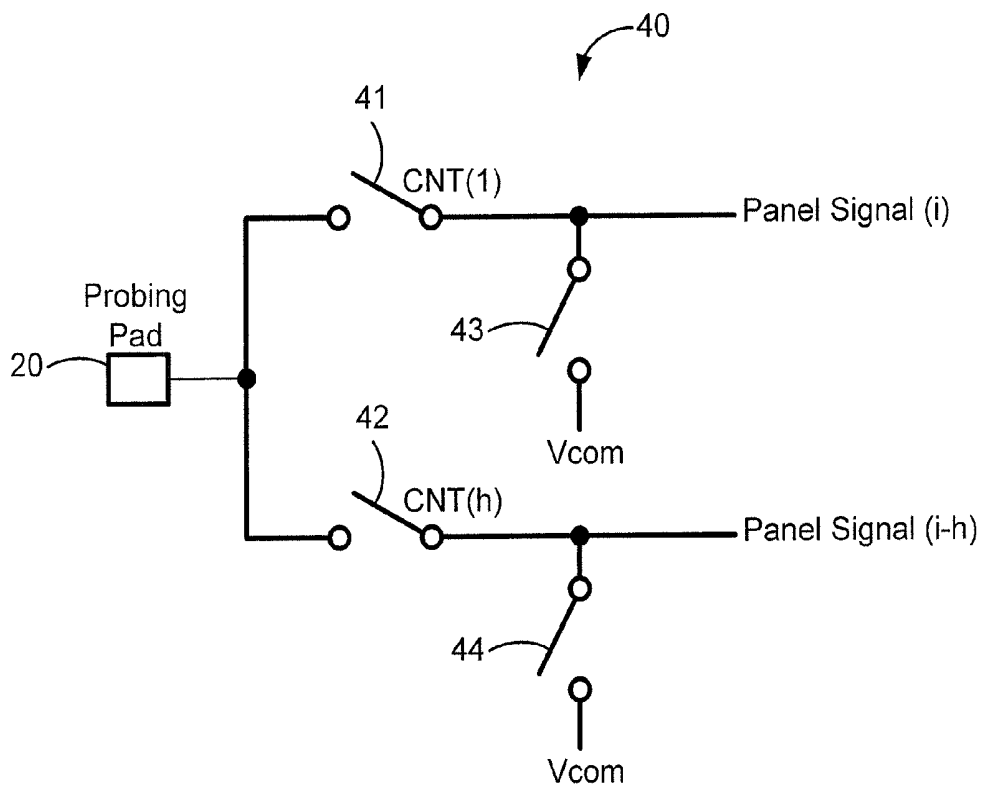 40
41
CNT(1)
Panel Signal (i)
Probing
Pad
20
43
Vcom
42
CNT(h)
Panel Signal (i-h)
44
Vcom